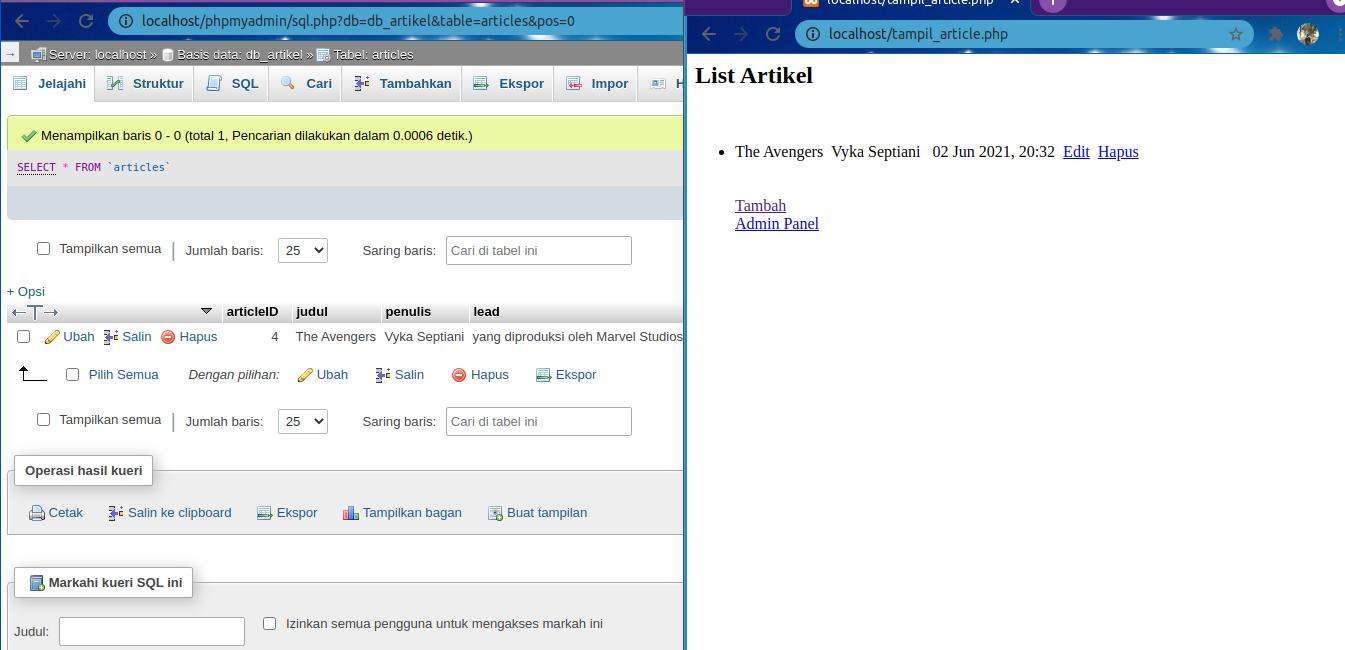 localhost/phpmyadmin/sql.php?db=db_artikel&table=articles&pos=0
Server: localhost » Basis data: db_artikel » Tabel: articles
Jelajahi Struktur SQL Cari Tambahkan Ekspor Impor H
Menampilkan baris 0 - 0 (total 1, Pencarian dilakukan dalam 0.0006 detik.)
SELECT * FROM `articles`
Tampilkan semua | Jumlah baris: 25 Saring baris: Cari di tabel ini
+ Opsi
←T→ articleID judul penulis lead
Ubah Salin Hapus 4 The Avengers Vyka Septiani yang diproduksi oleh Marvel Studios
Pilih Semua Dengan pilihan: Ubah Salin Hapus Ekspor
Tampilkan semua | Jumlah baris: 25 Saring baris: Cari di tabel ini
Operasi hasil kueri
Cetak Salin ke clipboard Ekspor Tampilkan bagan Buat tampilan
Markahi kueri SQL ini
Judul: Izinkan semua pengguna untuk mengakses markah ini
localhost/tampil_article.php
localhost/tampil_article.php
List Artikel
• The Avengers Vyka Septiani 02 Jun 2021, 20:32 Edit Hapus
Tambah
Admin Panel